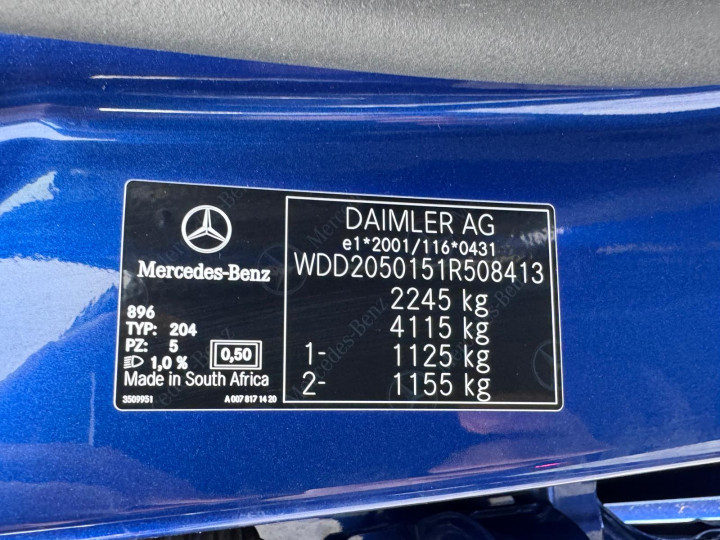 Mercedes-Benz
896
TYP: 204
PZ: 5
1,0 %
0,50
Made in South Africa
3509951
A 007 817 14 20
DAIMLER AG
e1*2001/116*0431
WDD2050151R508413
2245 kg
4115 kg
1- 1125 kg
2- 1155 kg